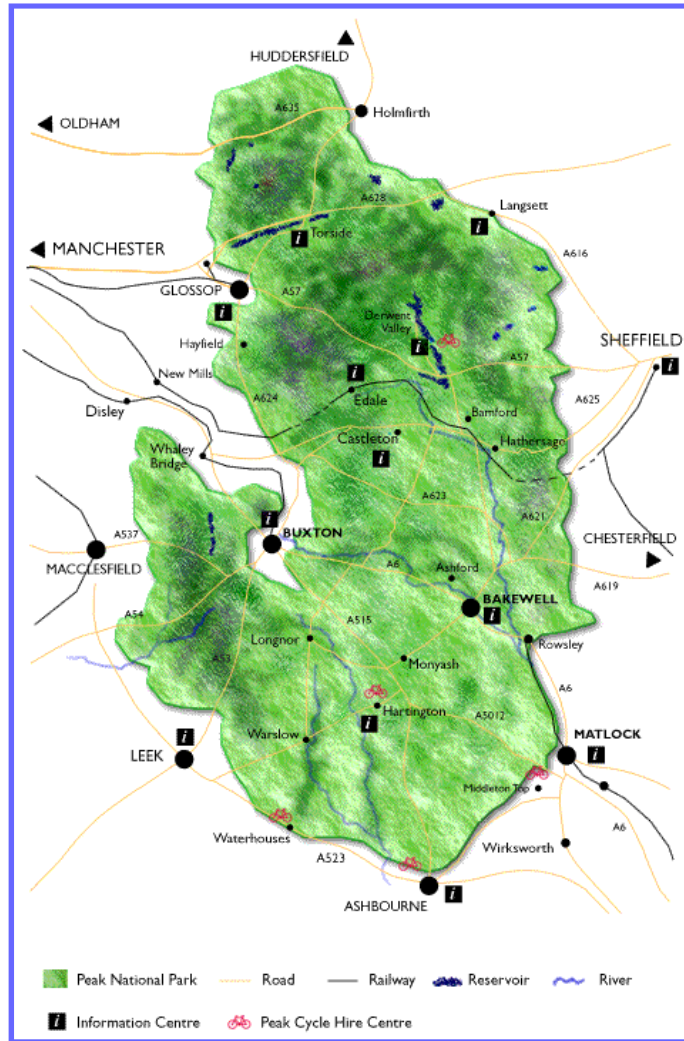 HUDDERSFIELD
A635
Holmfirth
OLDHAM
A628
Langsett
i
Torside
i
MANCHESTER
A616
GLOSSOP
A57
i
Derwent
Valley
Hayfield
i
SHEFFIELD
A57
i
New Mills
i
Edale
A624
A625
Disley
Bamford
Castleton
Hathersago
Whaley
Bridge
i
A623
i
A621
A537
BUXTON
CHESTERFIELD
MACCLESFIELD
A6
Ashford
A619
BAKEWELL
i
A54
A515
Longnor
Rowsley
A53
Monyash
A6
Hartington
i
A5012
Warslow
MATLOCK
i
LEEK
i
Middleton Top
Waterhouses
A6
A523
Wirksworth
ASHBOURNE
i
Peak National Park
Road
Railway
Reservoir
River
i
Information Centre
Peak Cycle Hire Centre